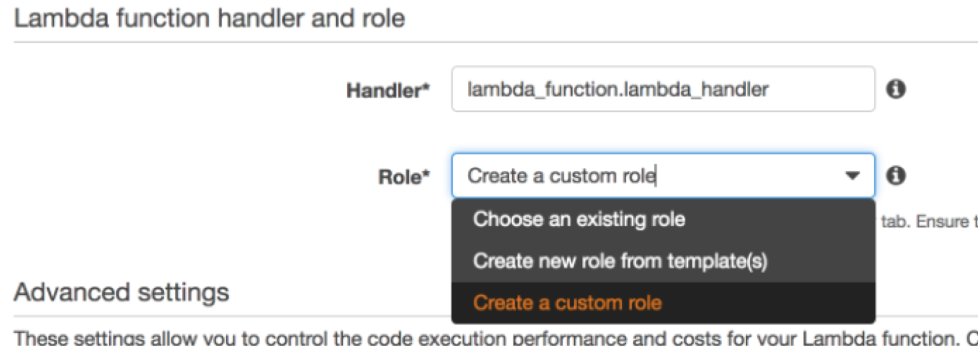 Lambda function handler and role
Handler* lambda_function.lambda_handler
Role* Create a custom role
Choose an existing role
tab. Ensure t
Create new role from template(s)
Create a custom role
Advanced settings
These settings allow you to control the code execution performance and costs for your Lambda function. C